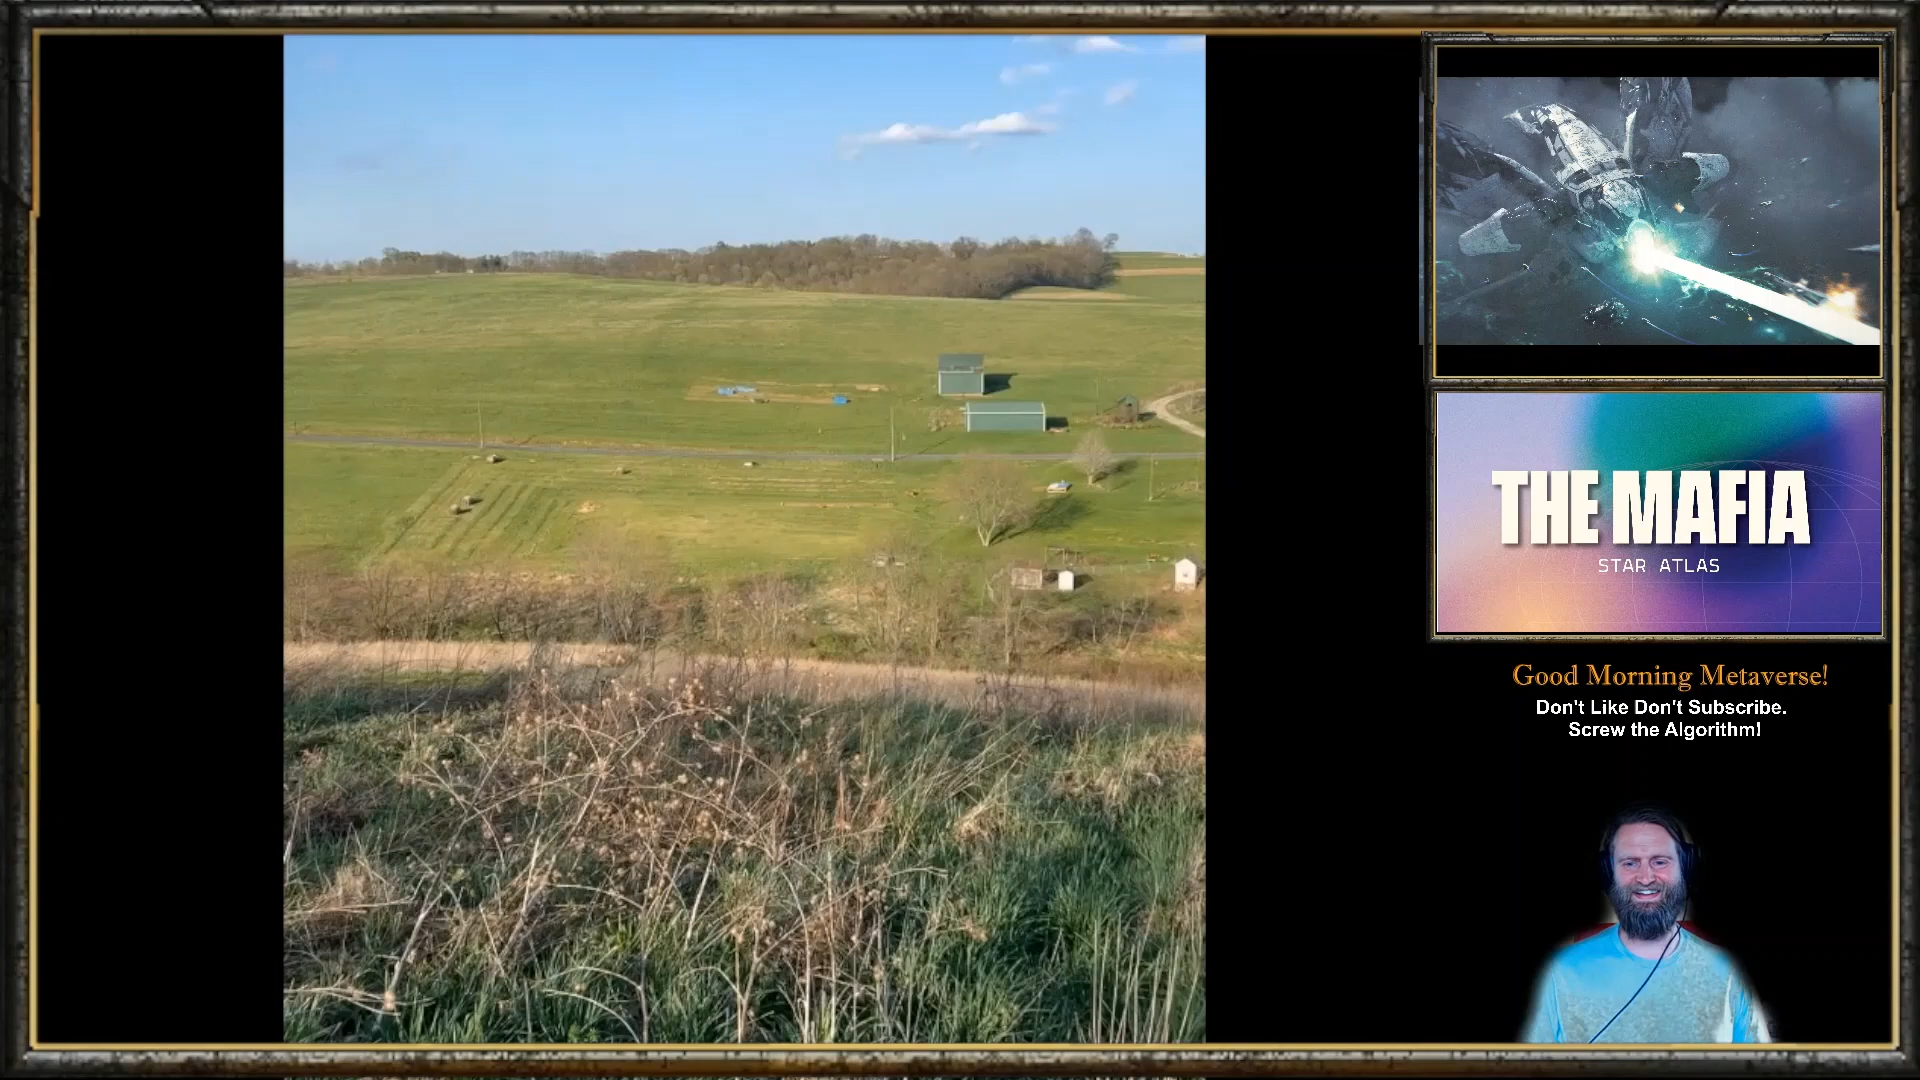 THE MAFIA
STAR ATLAS
Good Morning Metaverse!
Don't Like Don't Subscribe.
Screw the Algorithm!